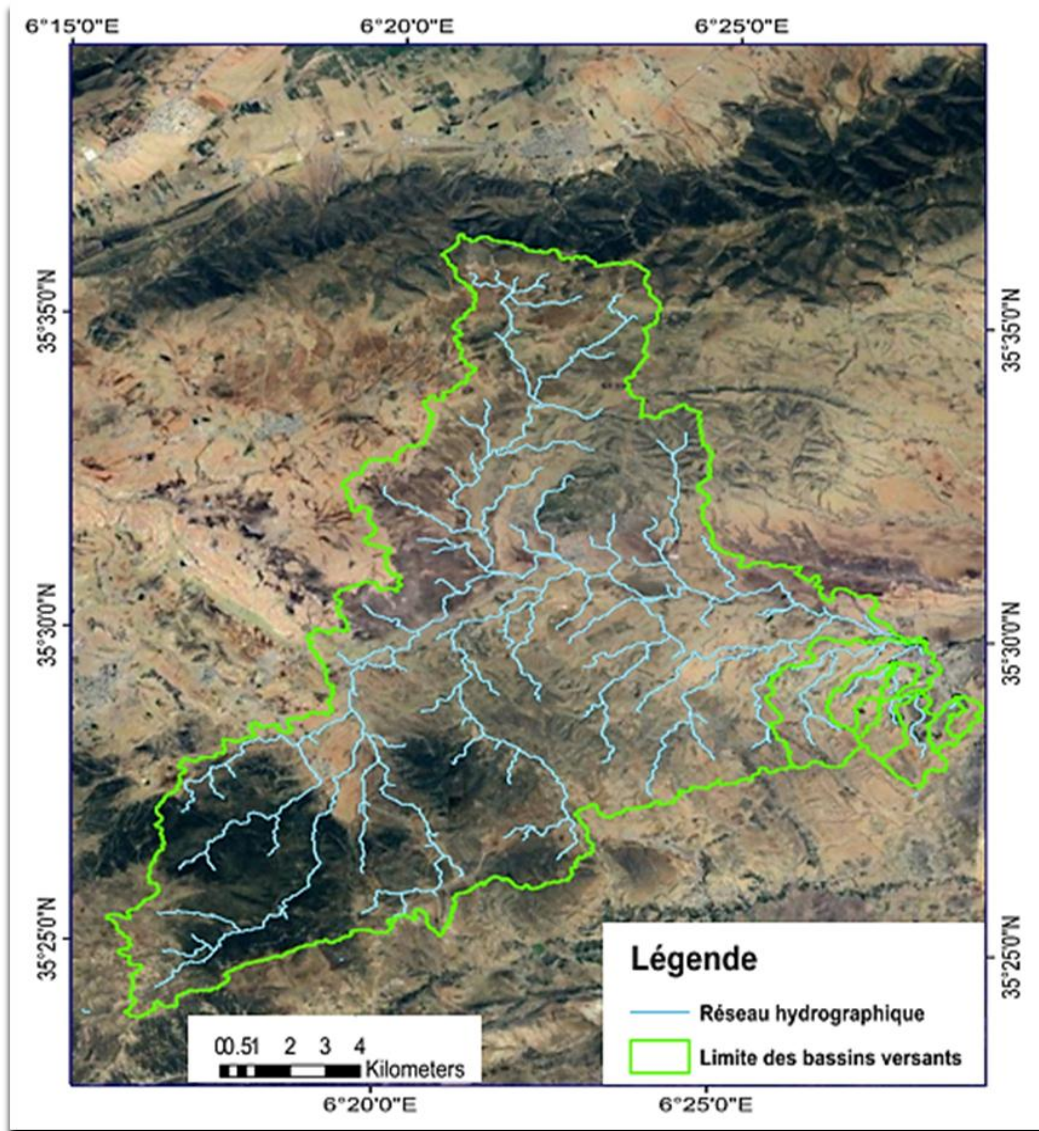 6°15'0"E 6°20'0"E 6°25'0"E
35°35'0"N
35°35'0"N
35°30'0"N
35°30'0"N
35°25'0"N
35°25'0"N
Légende
Réseau hydrographique
Limite des bassins versants
00.51 2 3 4
Kilometers
6°20'0"E 6°25'0"E